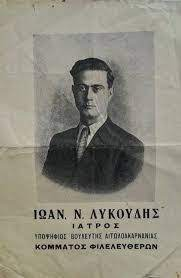 ΙΩΑΝ. Ν. ΛΥΚΟΥΔΗΣ
ΙΑΤΡΟΣ
ΥΠΟΨΗΦΙΟΣ ΒΟΥΛΕΥΤΗΣ ΑΙΤΩΛΟΑΚΑΡΝΑΝΙΑΣ
ΚΟΜΜΑΤΟΣ ΦΙΛΕΛΕΥΘΕΡΩΝ